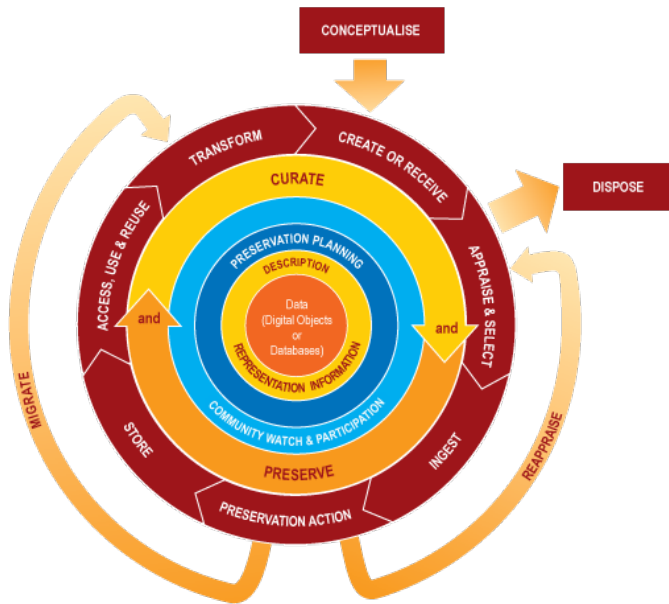 CONCEPTUALISE
CREATE OR RECEIVE
DISPOSE
APPRAISE & SELECT
INGEST
REAPPRAISE
PRESERVATION ACTION
STORE
MIGRATE
ACCESS, USE & REUSE
TRANSFORM
CURATE
and
PRESERVE
and
COMMUNITY WATCH & PARTICIPATION
PRESERVATION PLANNING
DESCRIPTION
REPRESENTATION INFORMATION
Data
(Digital Objects
or
Databases)